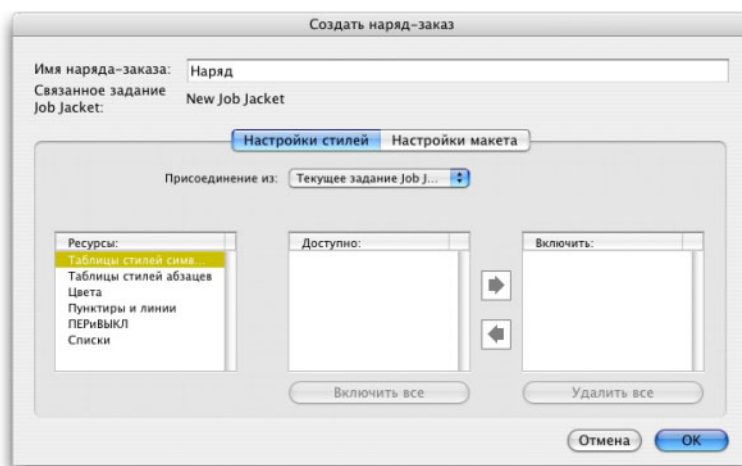 Создать наряд-заказ
Имя наряда-заказа: Наряд
Связанное задание
Job Jacket: New Job Jacket
Настройки стилей Настройки макета
Присоединение из: Текущее задание Job J...
Ресурсы: Доступно: Включить:
Таблицы стилей симв...
Таблицы стилей абзацев
Цвета
Пунктиры и линии
ПЕРиВЫКЛ
Списки
Включить все Удалить все
Отмена OK